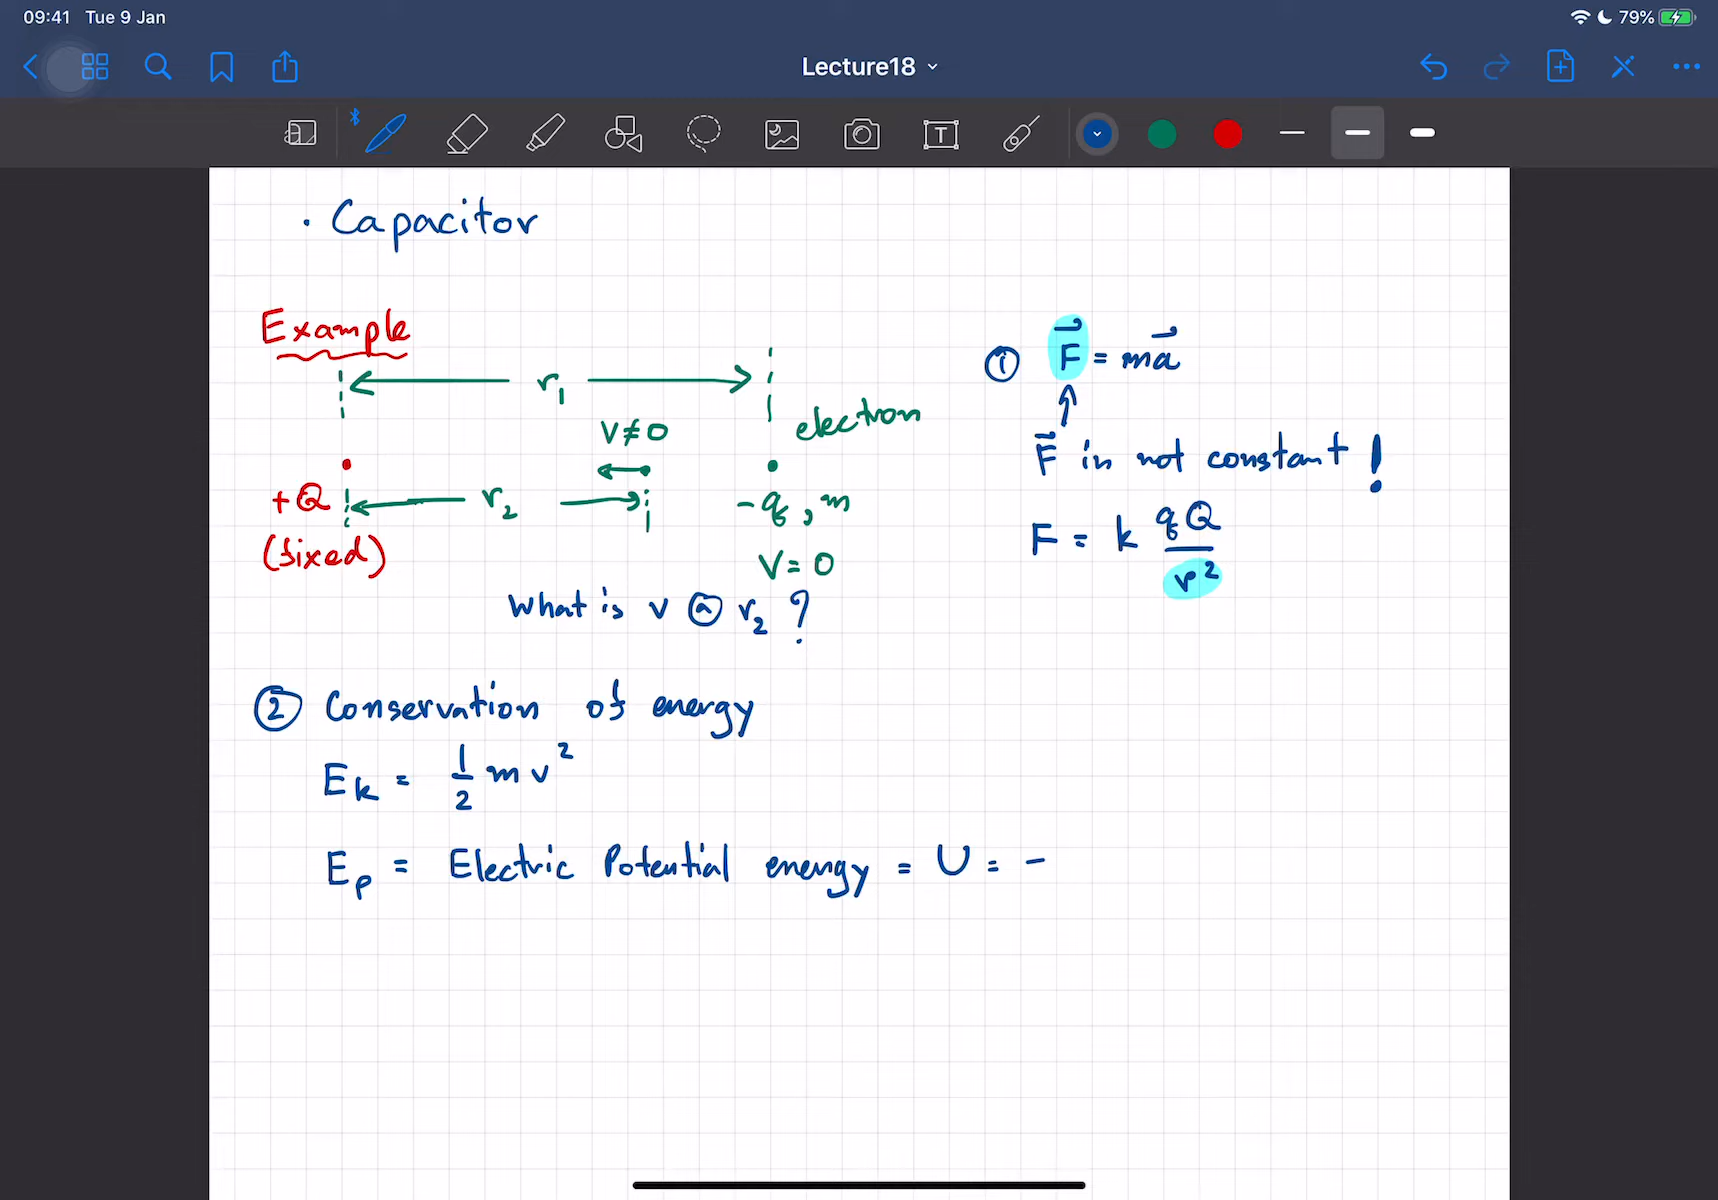 09:41 Tue 9 Jan
79%
Lecture18
T
• Capacitor
Example
r₁
V≠0
electron
+Q
r₂
-q, m
(fixed)
V = 0
What is v @ r₂ ?
① F⃗ = ma⃗
F⃗ in not constant !
F = k qQ / r²
② Conservation of energy
Eₖ = 1/2 m v²
Eₚ = Electric Potential energy = U = -